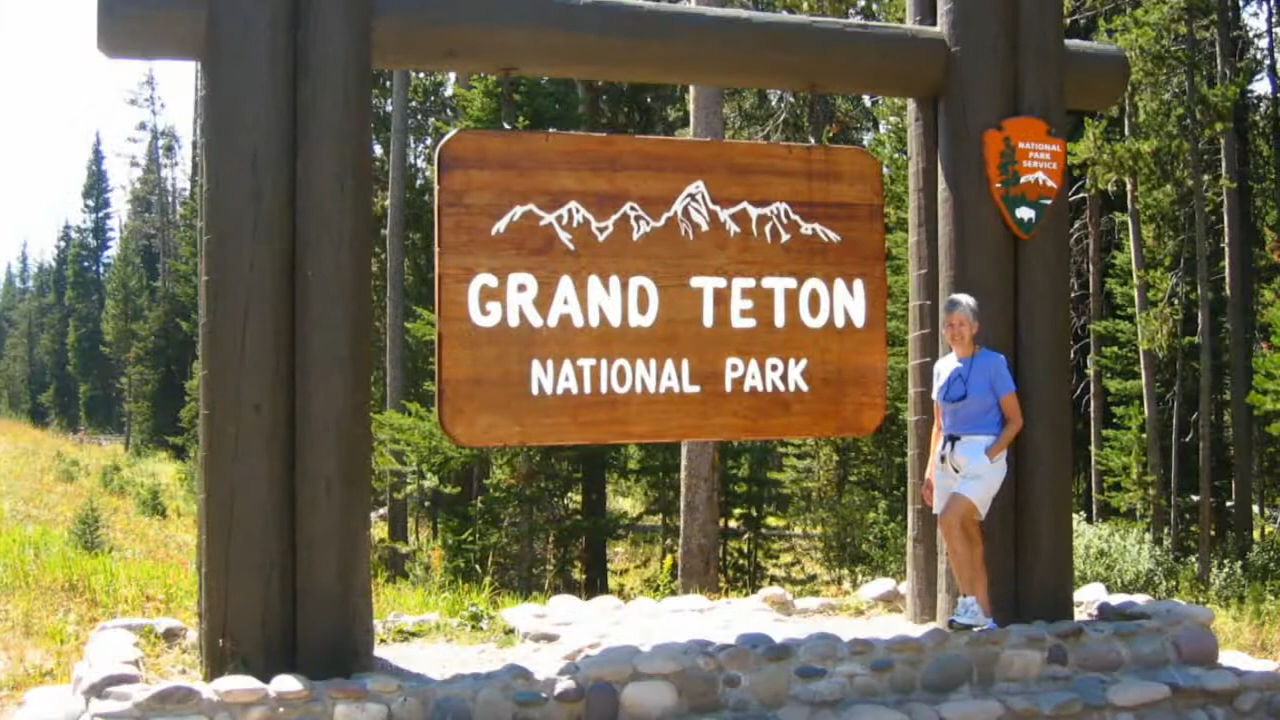 GRAND TETON
NATIONAL PARK
NATIONAL
PARK
SERVICE